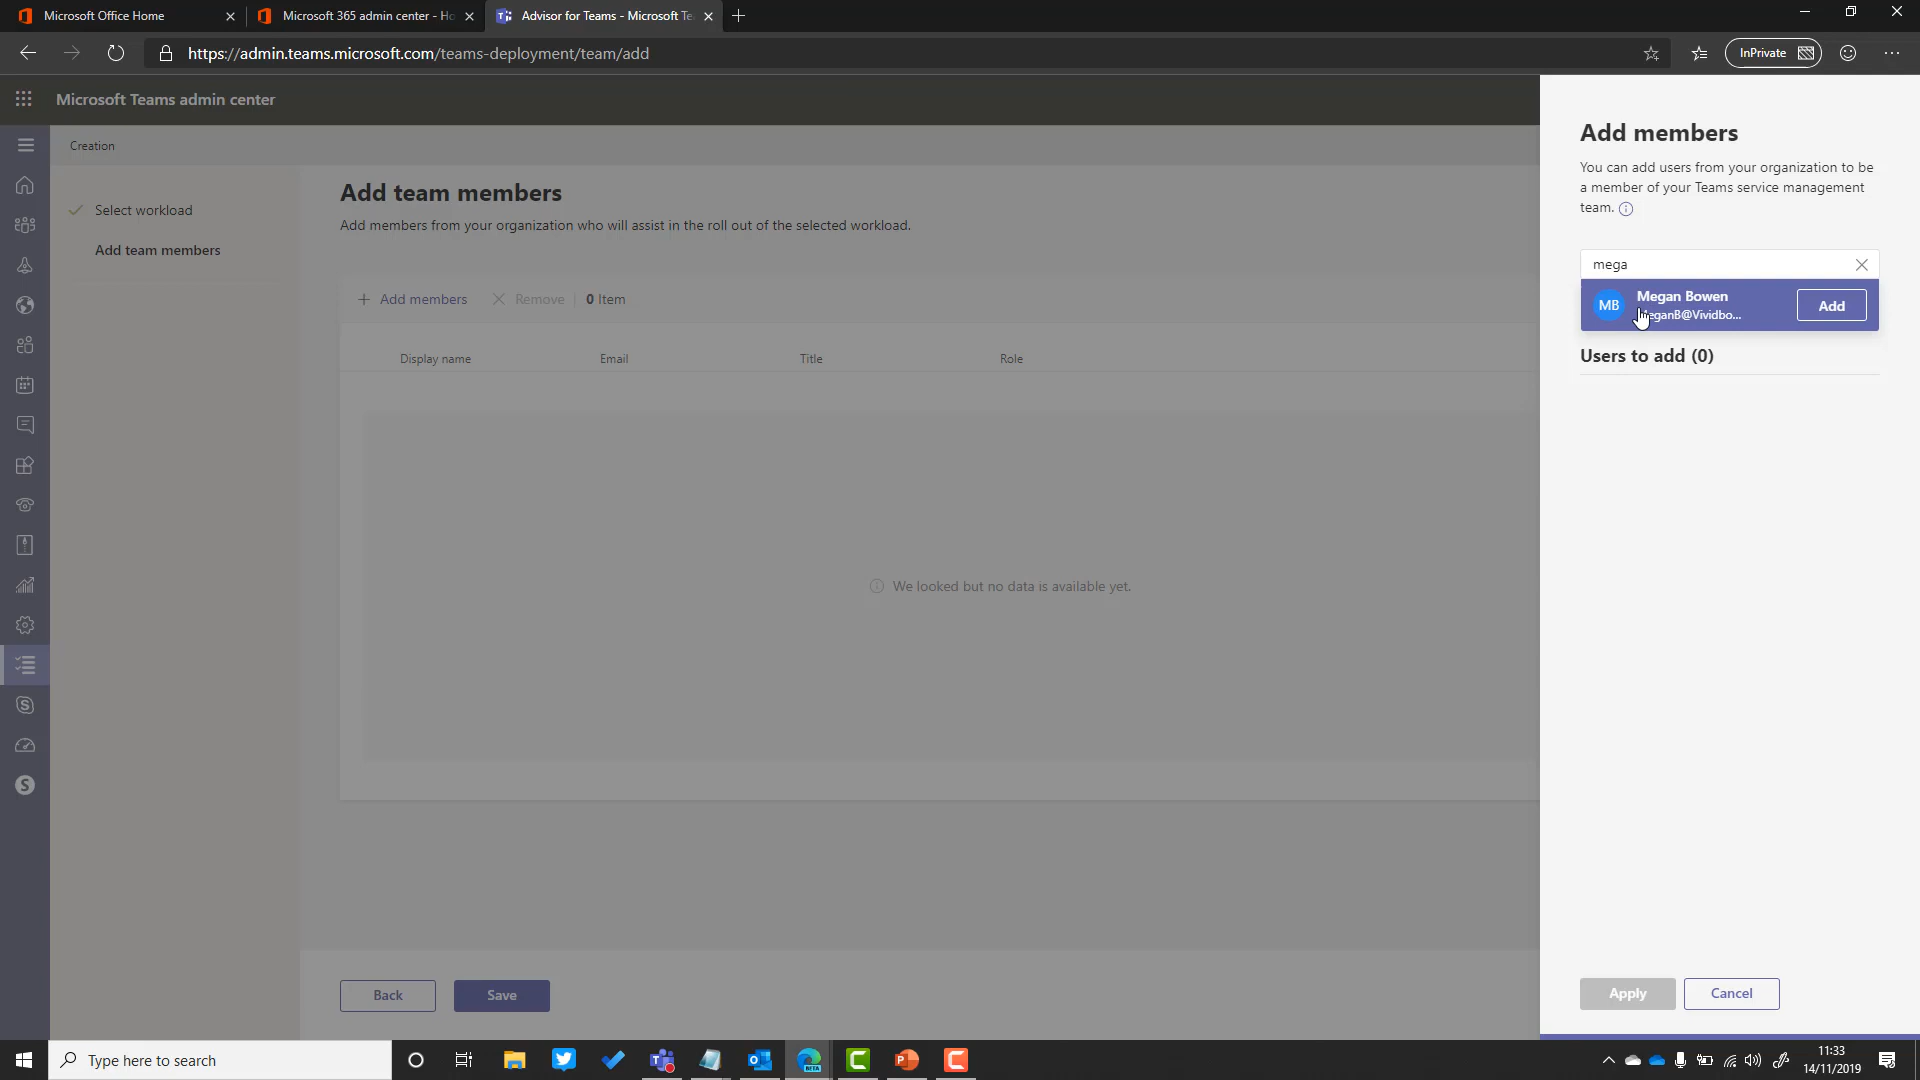 Microsoft Office Home
Microsoft 365 admin center - Ho
Advisor for Teams - Microsoft Te
https://admin.teams.microsoft.com/teams-deployment/team/add
InPrivate
Microsoft Teams admin center
Creation
Select workload
Add team members
Add team members
Add members from your organization who will assist in the roll out of the selected workload.
Add members
Remove
0 Item
Display name
Email
Title
Role
We looked but no data is available yet.
Back
Save
Add members
You can add users from your organization to be
a member of your Teams service management
team.
mega
MB
Megan Bowen
eganB@Vividbo...
Add
Users to add (0)
Apply
Cancel
Type here to search
BETA
11:33
14/11/2019